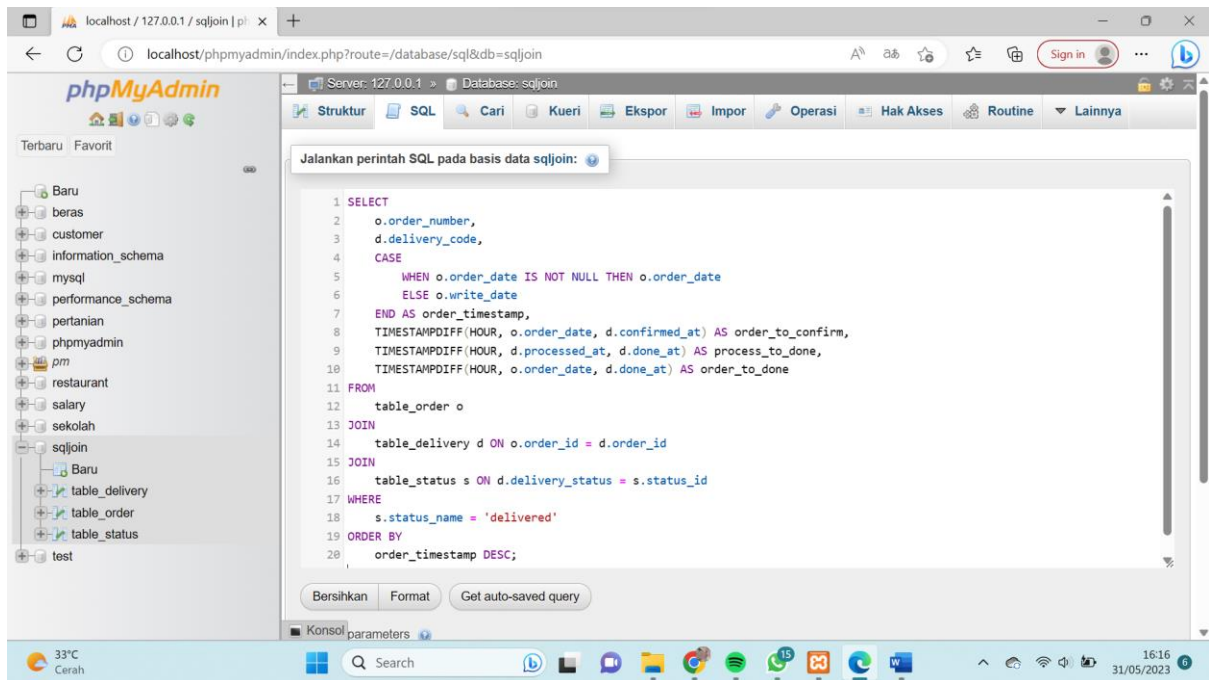 localhost / 127.0.0.1 / sqljoin | ph
localhost/phpmyadmin/index.php?route=/database/sql&db=sqljoin
Sign in
phpMyAdmin
Terbaru Favorit
Baru
beras
customer
information_schema
mysql
performance_schema
pertanian
phpmyadmin
pm
restaurant
salary
sekolah
sqljoin
Baru
table_delivery
table_order
table_status
test
Server: 127.0.0.1 » Database: sqljoin
Struktur SQL Cari Kueri Ekspor Impor Operasi Hak Akses Routine Lainnya
Jalankan perintah SQL pada basis data sqljoin:
1 SELECT
2 o.order_number,
3 d.delivery_code,
4 CASE
5 WHEN o.order_date IS NOT NULL THEN o.order_date
6 ELSE o.write_date
7 END AS order_timestamp,
8 TIMESTAMPDIFF(HOUR, o.order_date, d.confirmed_at) AS order_to_confirm,
9 TIMESTAMPDIFF(HOUR, d.processed_at, d.done_at) AS process_to_done,
10 TIMESTAMPDIFF(HOUR, o.order_date, d.done_at) AS order_to_done
11 FROM
12 table_order o
13 JOIN
14 table_delivery d ON o.order_id = d.order_id
15 JOIN
16 table_status s ON d.delivery_status = s.status_id
17 WHERE
18 s.status_name = 'delivered'
19 ORDER BY
20 order_timestamp DESC;
Bersihkan Format Get auto-saved query
Konsol parameters
33°C
Cerah
Search
15
16:16
31/05/2023
6